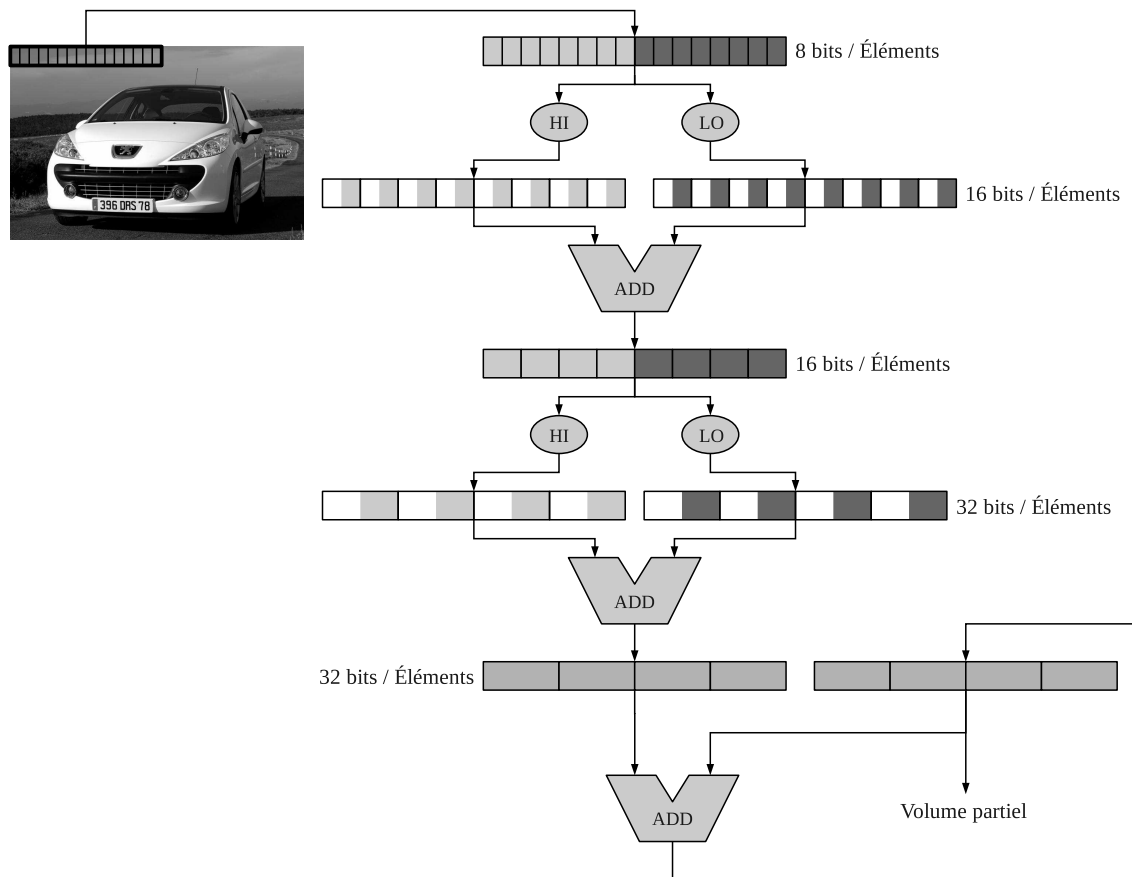 8 bits / Éléments
HI
LO
16 bits / Éléments
396 DRS 78
ADD
16 bits / Éléments
HI
LO
32 bits / Éléments
ADD
32 bits / Éléments
ADD
Volume partiel